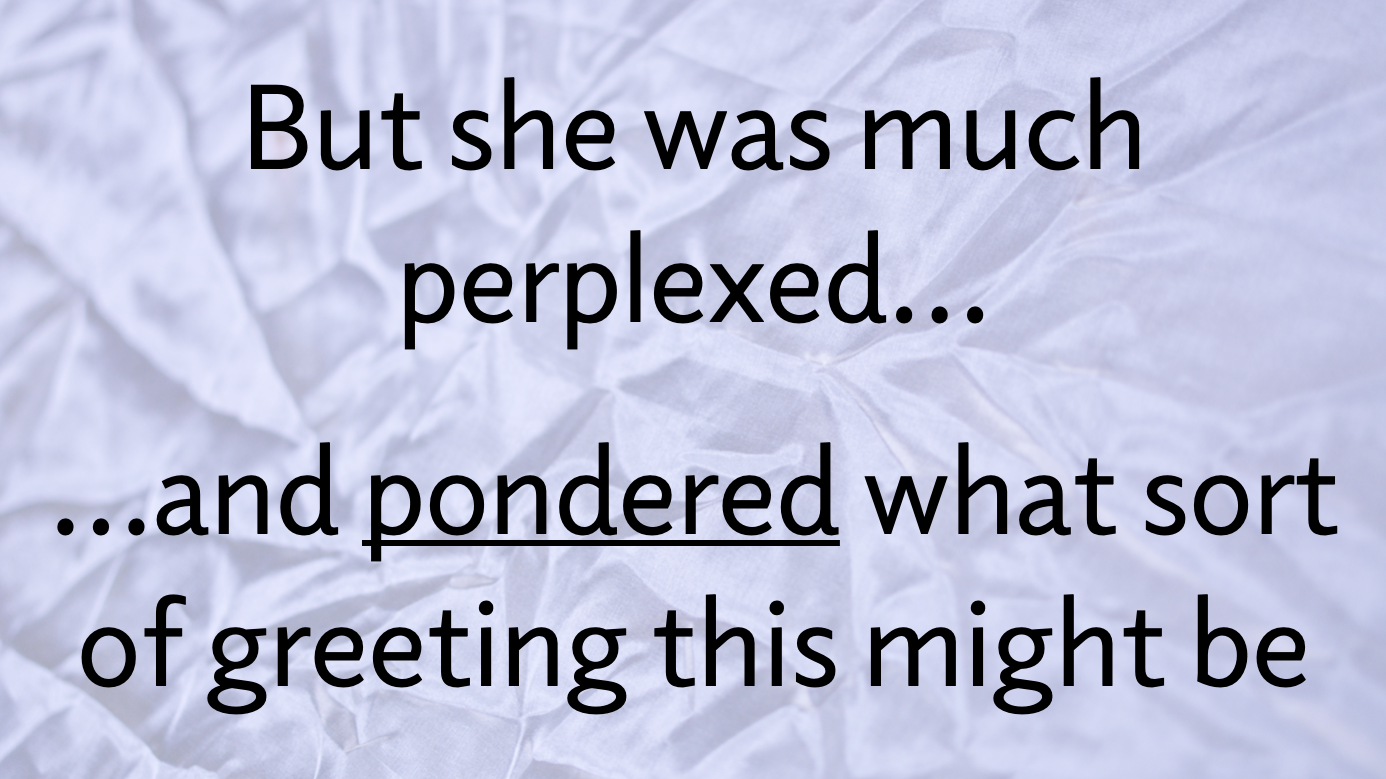 But she was much
perplexed...
...and pondered what sort
of greeting this might be